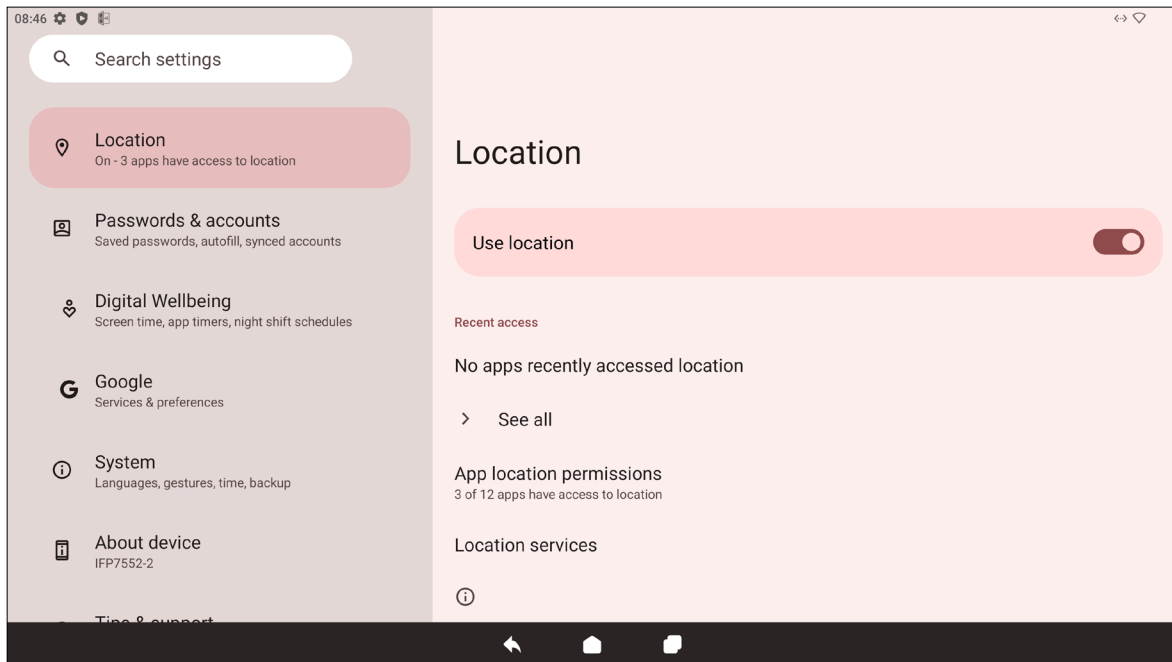 08:46
Search settings
Location
On - 3 apps have access to location
Passwords & accounts
Saved passwords, autofill, synced accounts
Digital Wellbeing
Screen time, app timers, night shift schedules
Google
Services & preferences
System
Languages, gestures, time, backup
About device
IFP7552-2
Tips & support
Location
Use location
Recent access
No apps recently accessed location
See all
App location permissions
3 of 12 apps have access to location
Location services